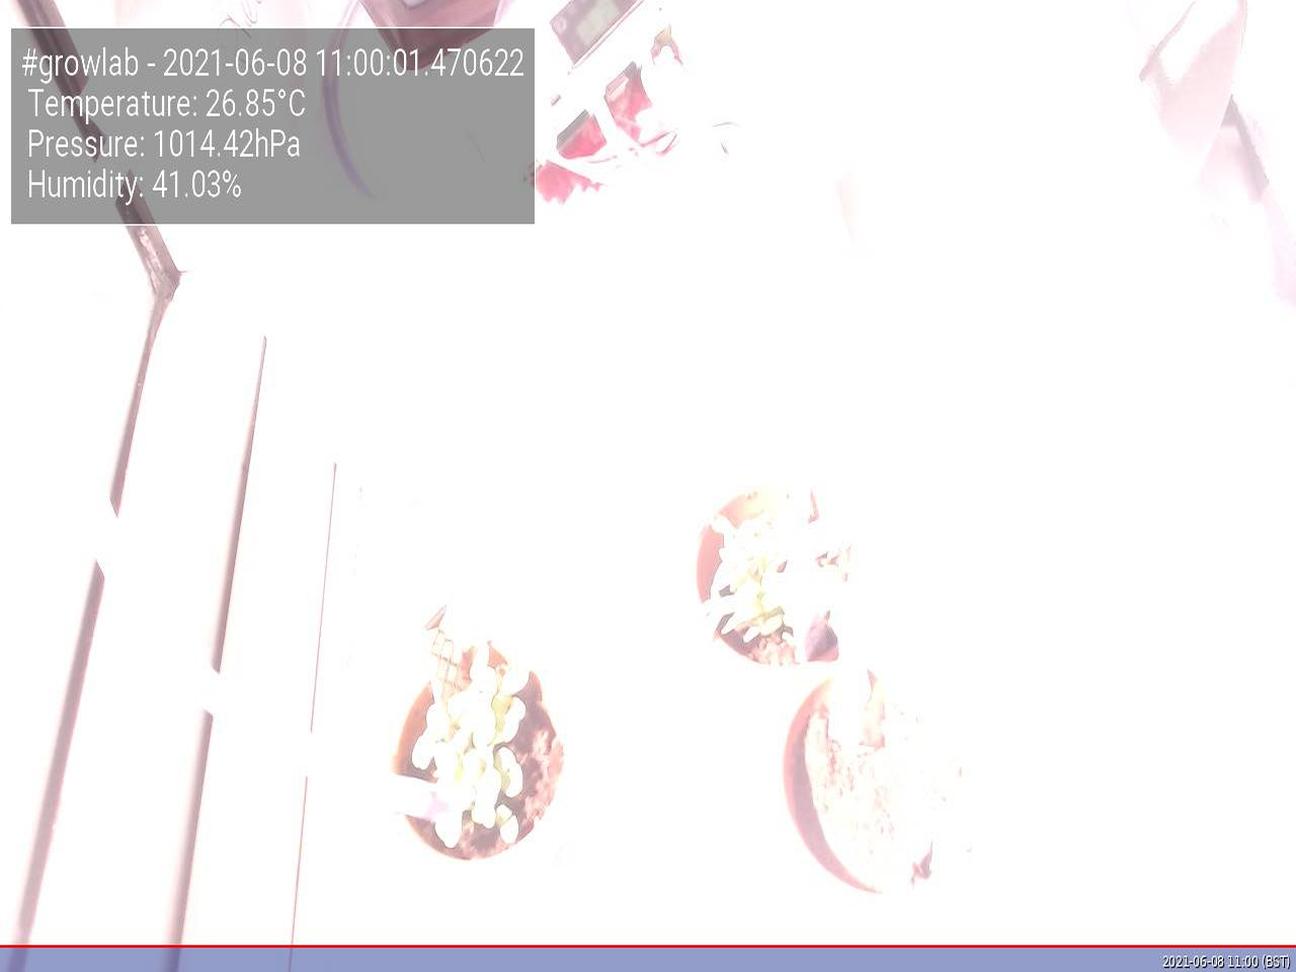 #growlab - 2021-06-08 11:00:01.470622
Temperature: 26.85°C
Pressure: 1014.42hPa
Humidity: 41.03%
2021-06-08 11:00 (BST)